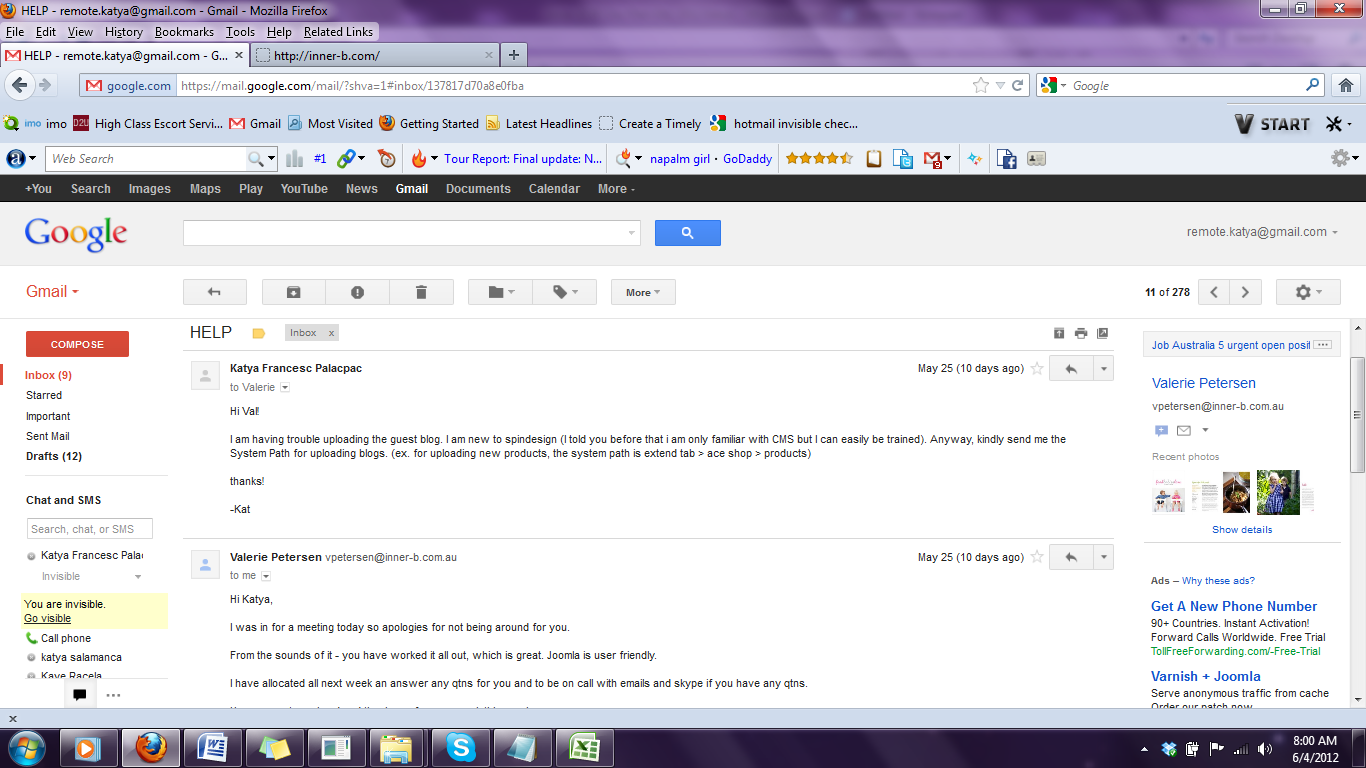 HELP - remote.katya@gmail.com - Gmail - Mozilla Firefox
File Edit View History Bookmarks Tools Help Related Links
HELP - remote.katya@gmail.com - G... × http://inner-b.com/ × +
google.com https://mail.google.com/mail/?shva=1#inbox/137817d70a8e0fba Google
imo imo D2U High Class Escort Servi... Gmail Most Visited Getting Started Latest Headlines Create a Timely hotmail invisible chec... START
a Web Search #1 Tour Report: Final update: N... napalm girl • GoDaddy 9
+You Search Images Maps Play YouTube News Gmail Documents Calendar More
Google remote.katya@gmail.com
Gmail More 11 of 278
COMPOSE
Inbox (9)
Starred
Important
Sent Mail
Drafts (12)
Chat and SMS
Search, chat, or SMS
Katya Francesc Pala
Invisible
You are invisible.
Go visible
Call phone
katya salamanca
Kaye Racela
HELP Inbox x
Katya Francesc Palacpac May 25 (10 days ago)
to Valerie
Hi Val!
I am having trouble uploading the guest blog. I am new to spindesign (I told you before that i am only familiar with CMS but I can easily be trained). Anyway, kindly send me the
System Path for uploading blogs. (ex. for uploading new products, the system path is extend tab > ace shop > products)
thanks!
-Kat
Valerie Petersen vpetersen@inner-b.com.au May 25 (10 days ago)
to me
Hi Katya,
I was in for a meeting today so apologies for not being around for you.
From the sounds of it - you have worked it all out, which is great. Joomla is user friendly.
I have allocated all next week an answer any qtns for you and to be on call with emails and skype if you have any qtns.
Job Australia 5 urgent open posit
Valerie Petersen
vpetersen@inner-b.com.au
Recent photos
Show details
Ads – Why these ads?
Get A New Phone Number
90+ Countries. Instant Activation!
Forward Calls Worldwide. Free Trial
TollFreeForwarding.com/-Free-Trial
Varnish + Joomla
Serve anonymous traffic from cache
Order our patch now
x
8:00 AM
6/4/2012